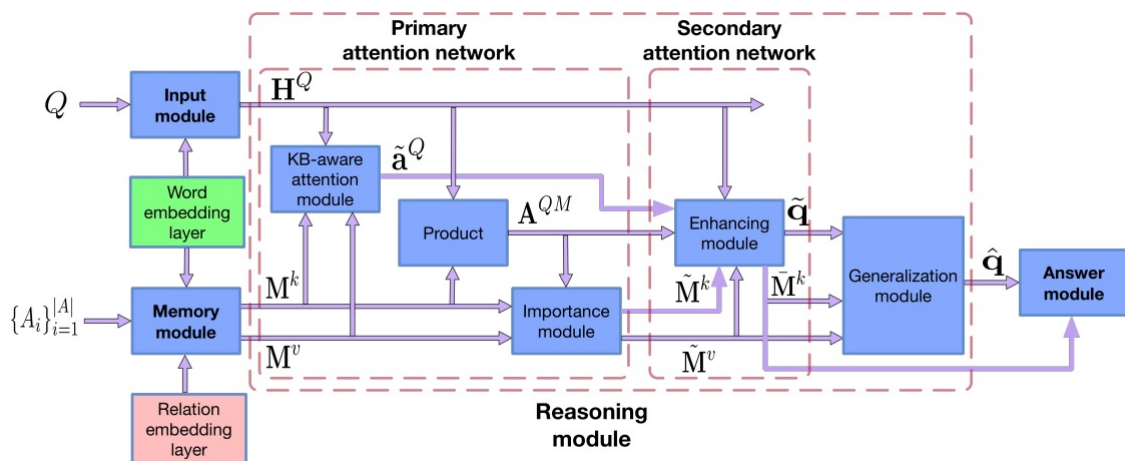 Primary
attention network
Secondary
attention network
Q
Input
module
H^Q
KB-aware
attention
module
ã^Q
Word
embedding
layer
Product
A^{QM}
Enhancing
module
q̃
Generalization
module
q̂
Answer
module
{A_i}_{i=1}^{|A|}
Memory
module
M^k
M^v
Importance
module
M̃^k
M̄^k
M̃^v
Relation
embedding
layer
Reasoning
module